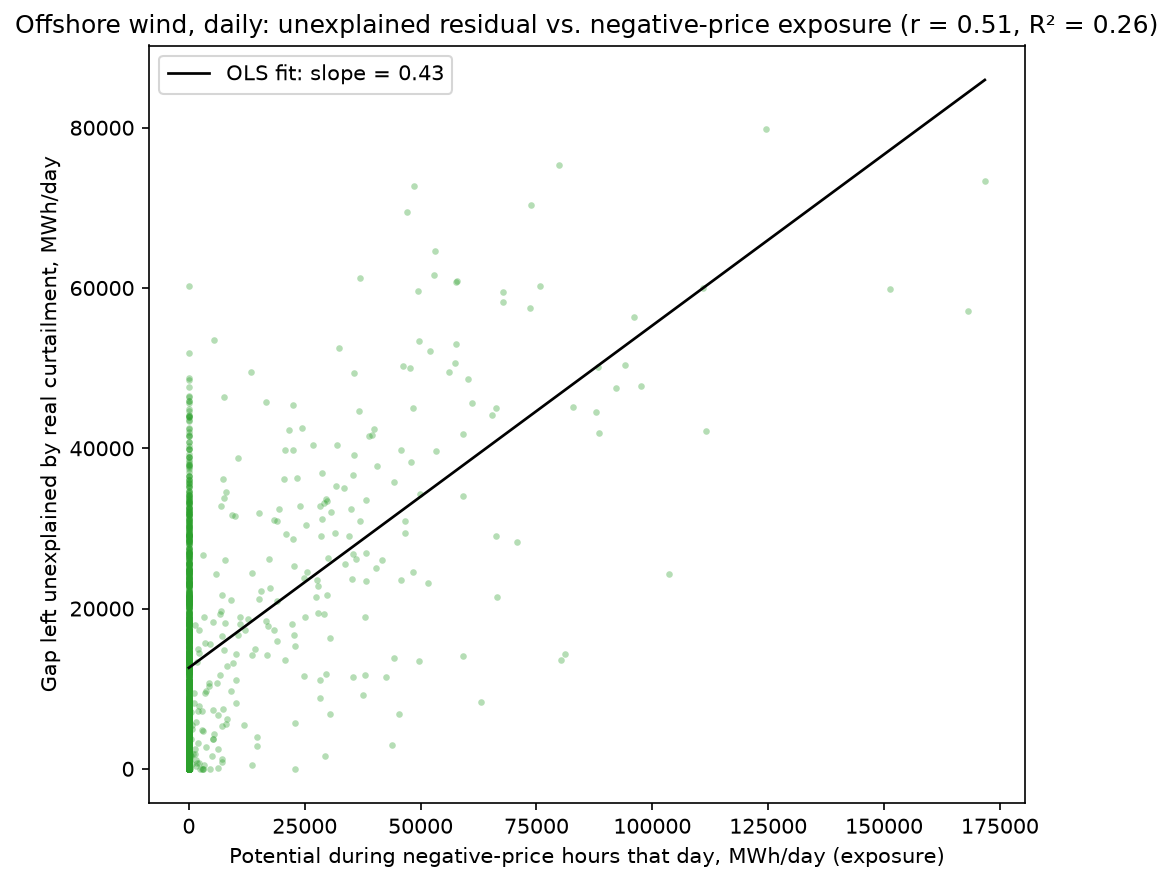 Offshore wind, daily: unexplained residual vs. negative-price exposure (r = 0.51, R² = 0.26)
OLS fit: slope = 0.43
80000
60000
40000
20000
0
Gap left unexplained by real curtailment, MWh/day
0 25000 50000 75000 100000 125000 150000 175000
Potential during negative-price hours that day, MWh/day (exposure)